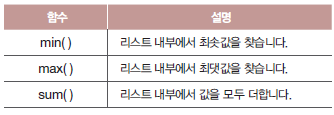 함수 설명
min( ) 리스트 내부에서 최솟값을 찾습니다.
max( ) 리스트 내부에서 최댓값을 찾습니다.
sum( ) 리스트 내부에서 값을 모두 더합니다.